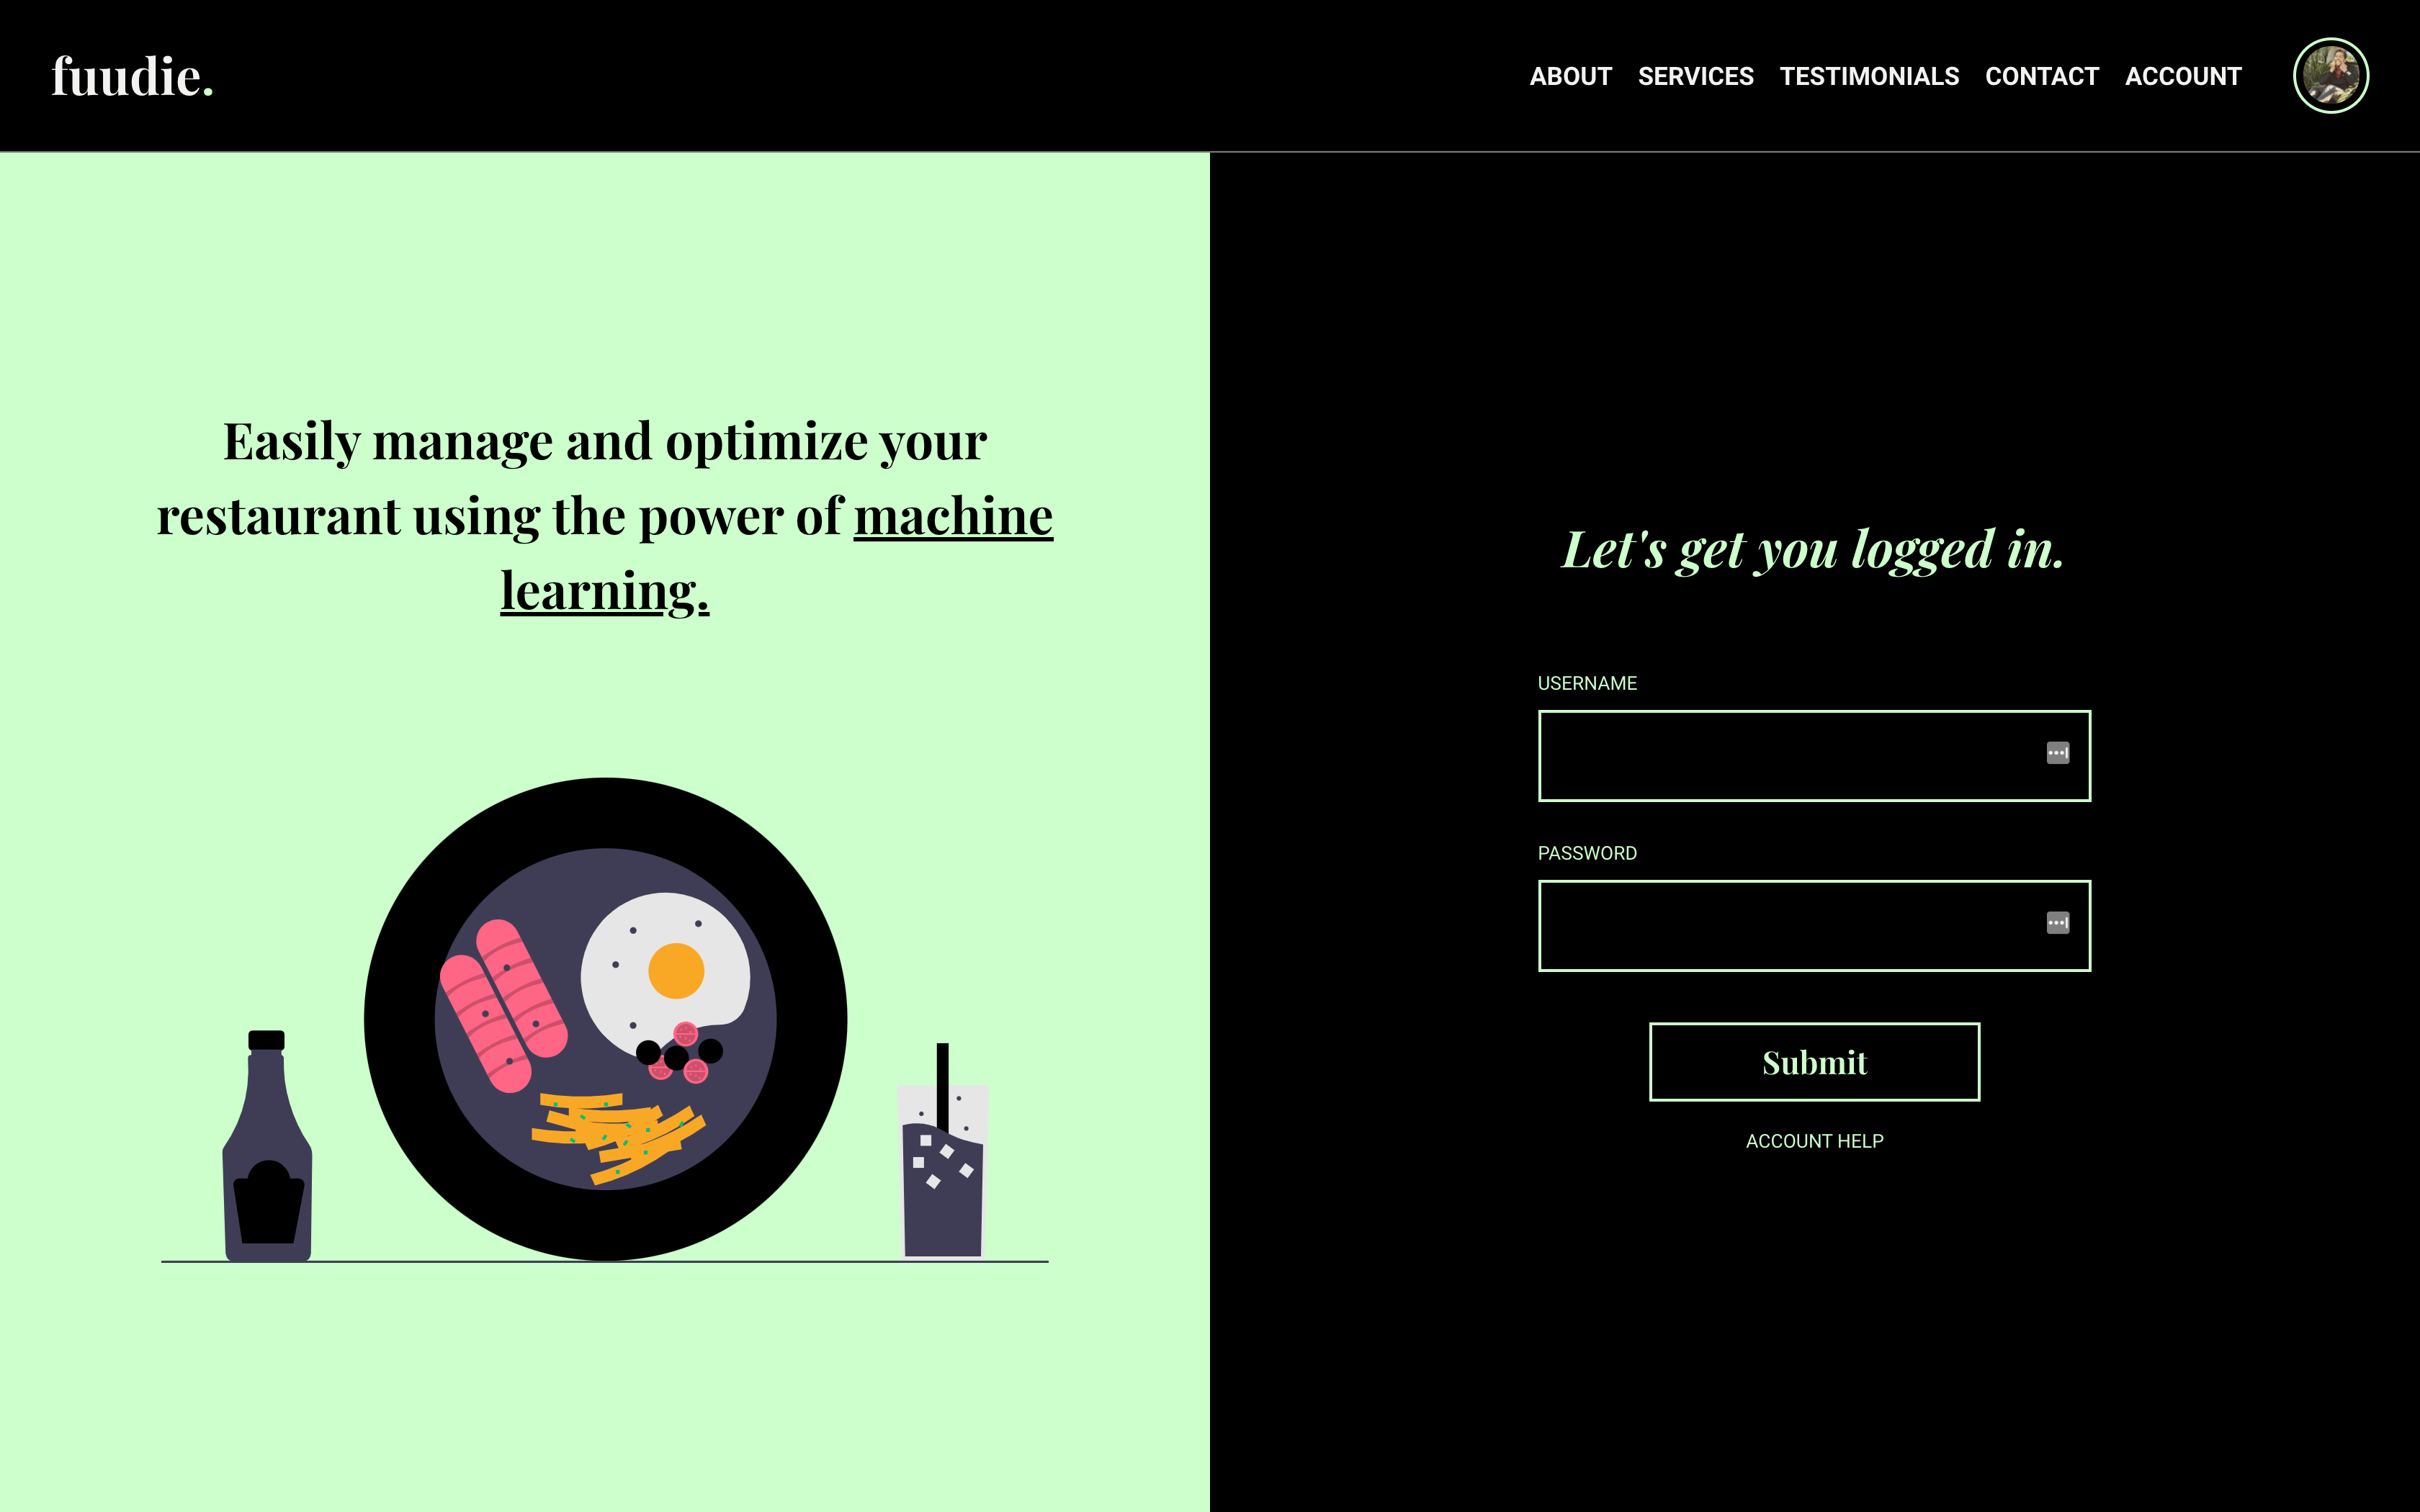 fuudie.
ABOUT SERVICES TESTIMONIALS CONTACT ACCOUNT
Easily manage and optimize your
restaurant using the power of machine
learning.
Let's get you logged in.
USERNAME
PASSWORD
Submit
ACCOUNT HELP